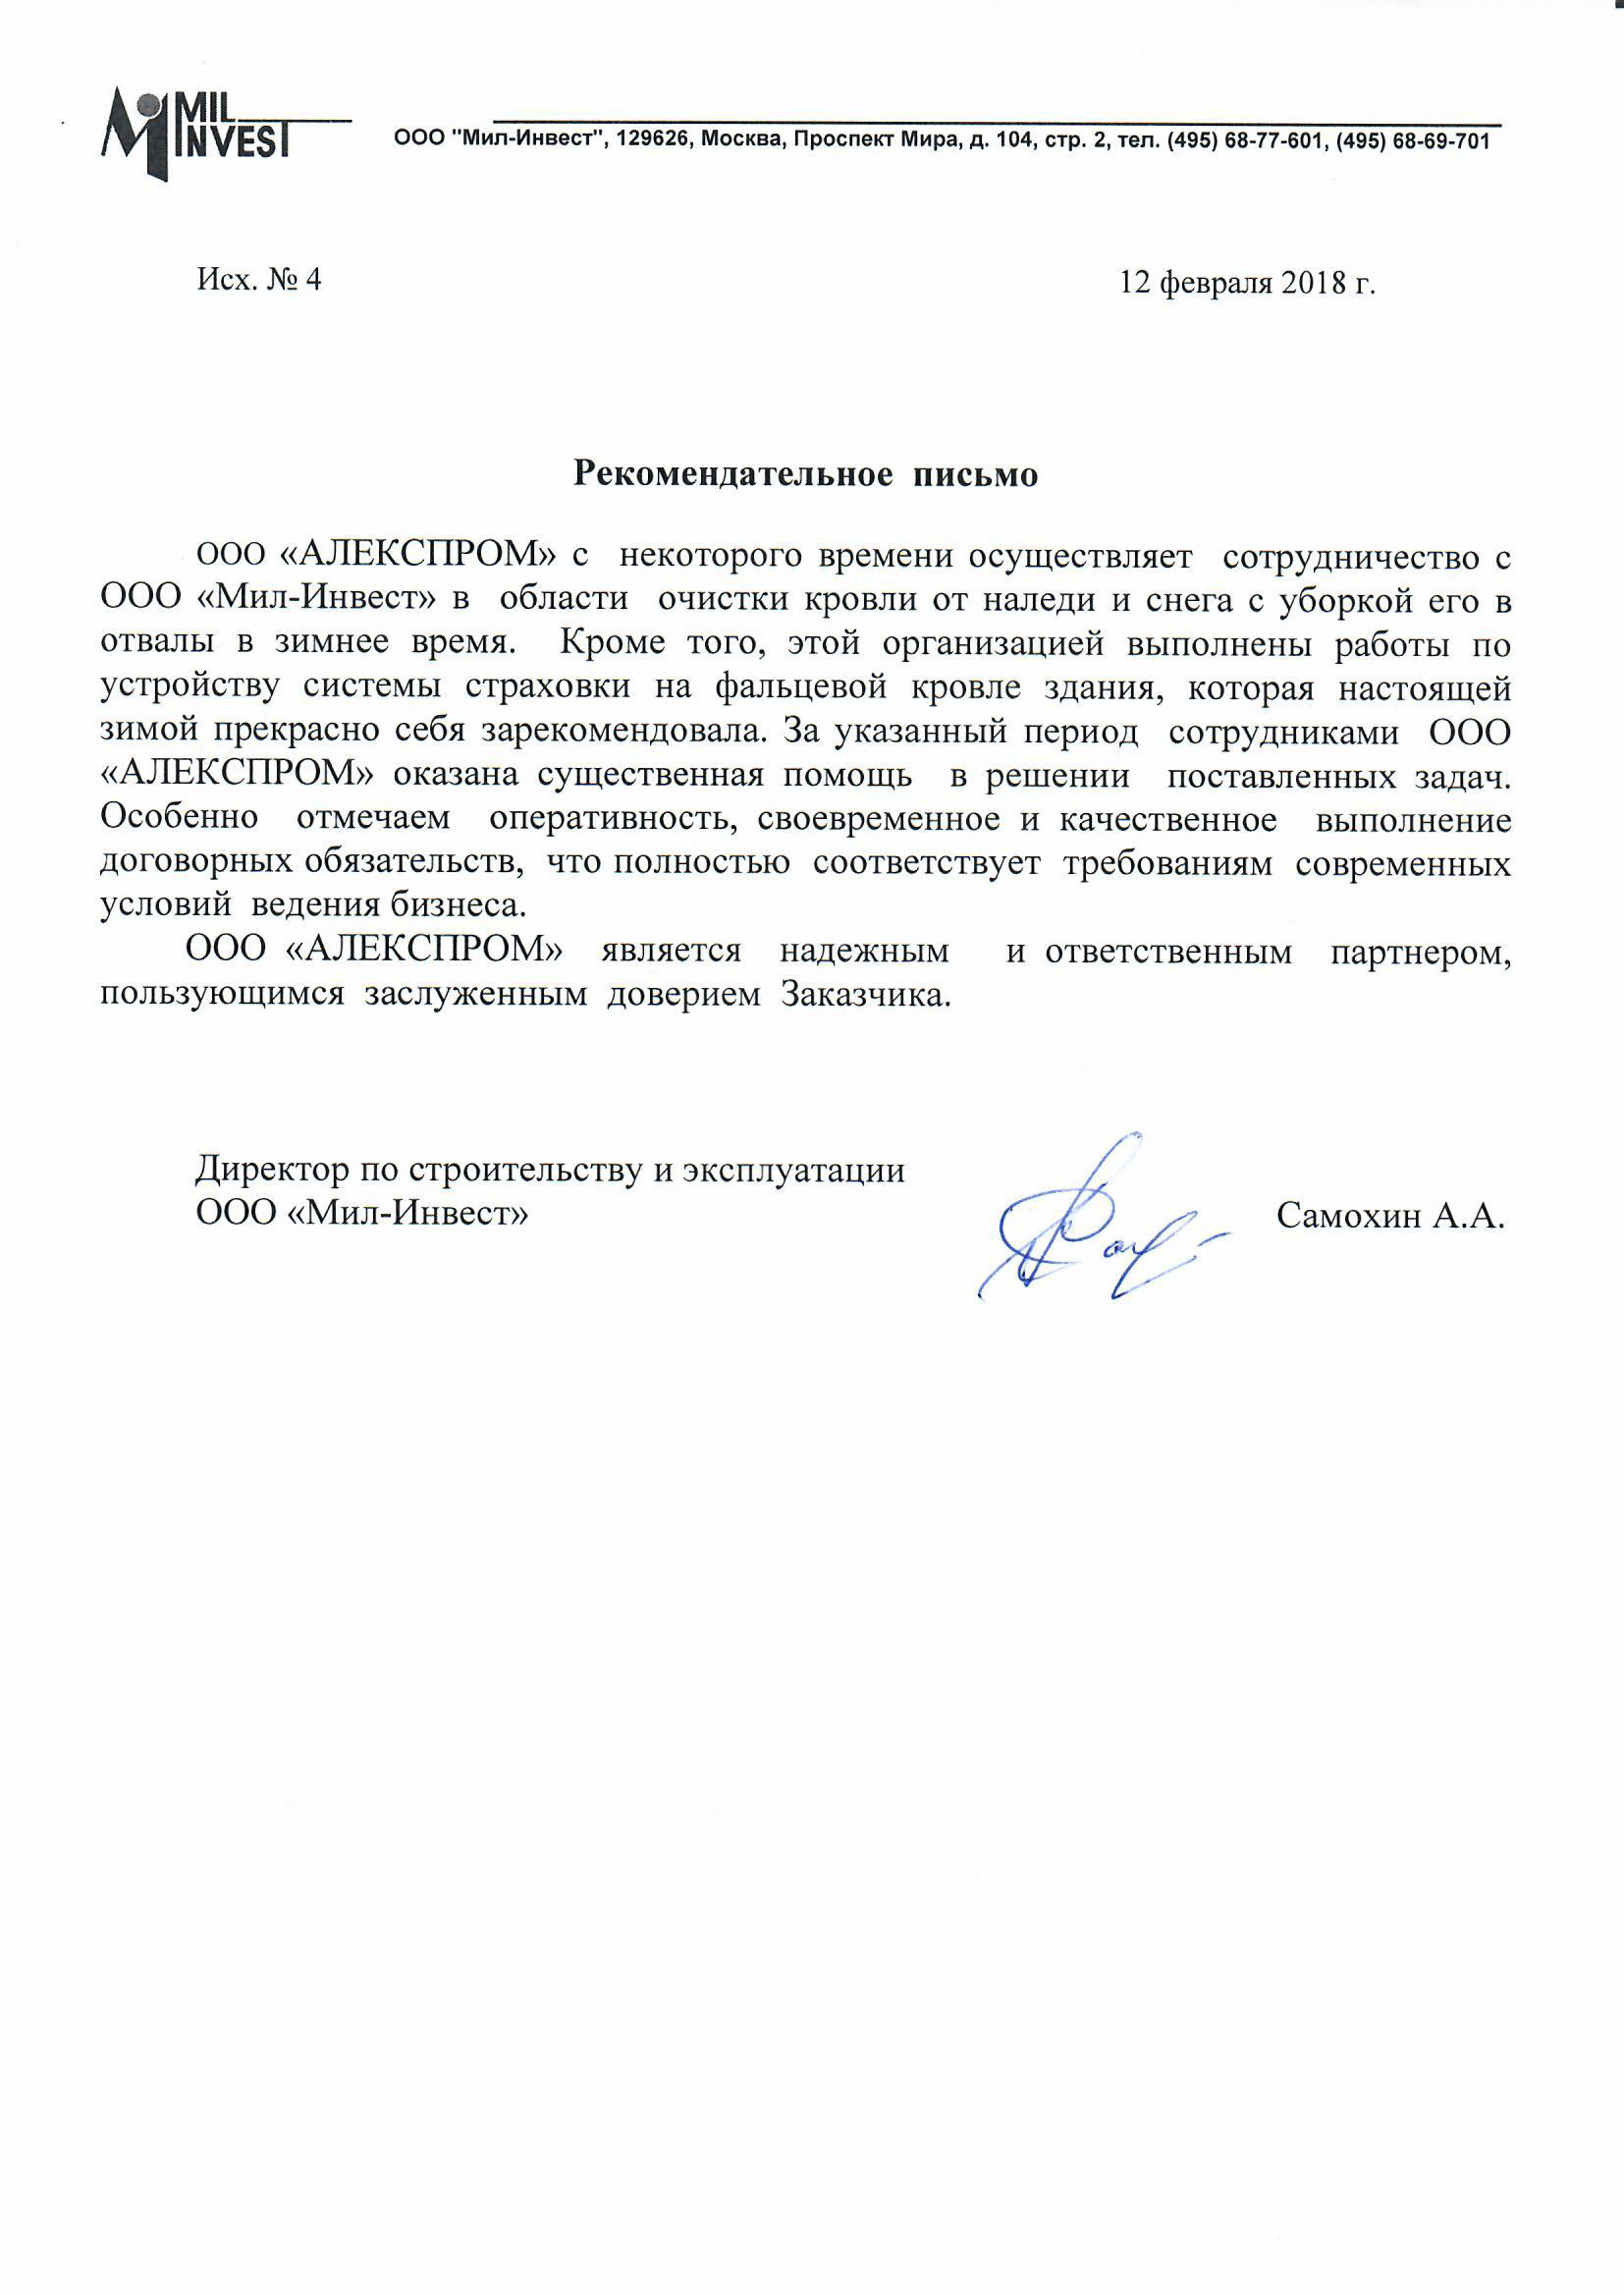 MIL
INVEST
ООО "Мил-Инвест", 129626, Москва, Проспект Мира, д. 104, стр. 2, тел. (495) 68-77-601, (495) 68-69-701
Исх. № 4
12 февраля 2018 г.
Рекомендательное письмо
ООО «АЛЕКСПРОМ» с некоторого времени осуществляет сотрудничество с
ООО «Мил-Инвест» в области очистки кровли от наледи и снега с уборкой его в
отвалы в зимнее время. Кроме того, этой организацией выполнены работы по
устройству системы страховки на фальцевой кровле здания, которая настоящей
зимой прекрасно себя зарекомендовала. За указанный период сотрудниками ООО
«АЛЕКСПРОМ» оказана существенная помощь в решении поставленных задач.
Особенно отмечаем оперативность, своевременное и качественное выполнение
договорных обязательств, что полностью соответствует требованиям современных
условий ведения бизнеса.
ООО «АЛЕКСПРОМ» является надежным и ответственным партнером,
пользующимся заслуженным доверием Заказчика.
Директор по строительству и эксплуатации
ООО «Мил-Инвест»
Самохин А.А.